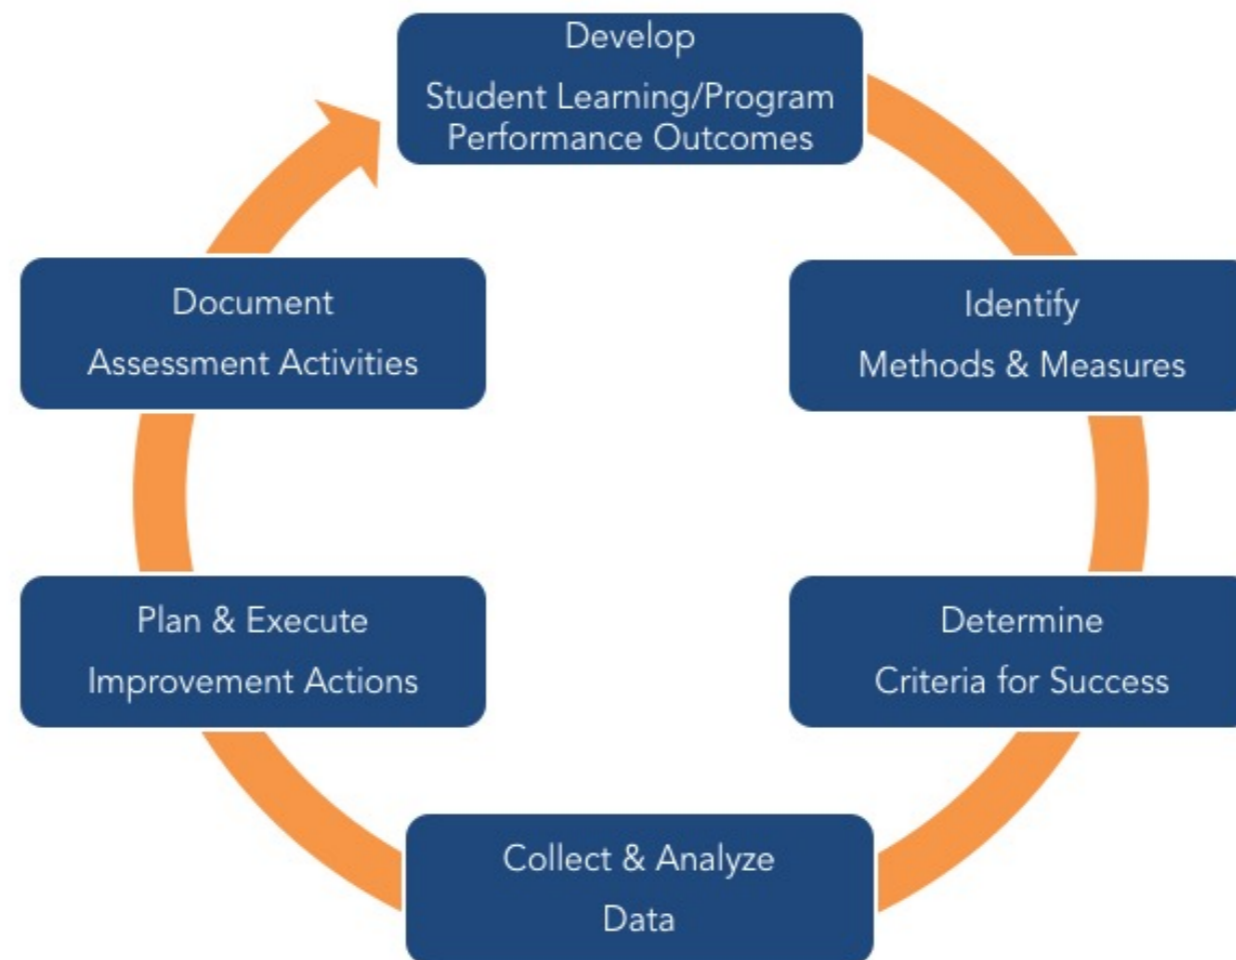 Develop
Student Learning/Program
Performance Outcomes
Identify
Methods & Measures
Determine
Criteria for Success
Collect & Analyze
Data
Plan & Execute
Improvement Actions
Document
Assessment Activities